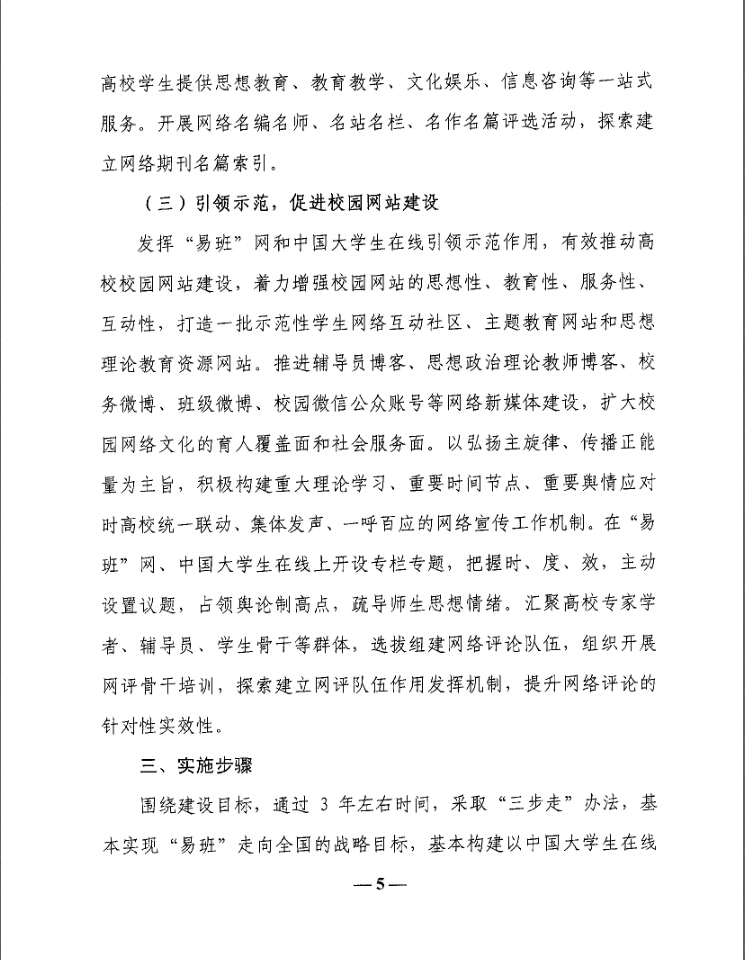 高校学生提供思想教育、教育教学、文化娱乐、信息咨询等一站式
服务。开展网络名编名师、名站名栏、名作名篇评选活动，探索建
立网络期刊名篇索引。
（三）引领示范，促进校园网站建设
发挥“易班”网和中国大学生在线引领示范作用，有效推动高
校校园网站建设，着力增强校园网站的思想性、教育性、服务性、
互动性，打造一批示范性学生网络互动社区、主题教育网站和思想
理论教育资源网站。推进辅导员博客、思想政治理论教师博客、校
务微博、班级微博、校园微信公众账号等网络新媒体建设，扩大校
园网络文化的育人覆盖面和社会服务面。以弘扬主旋律、传播正能
量为主旨，积极构建重大理论学习、重要时间节点、重要舆情应对
时高校统一联动、集体发声、一呼百应的网络宣传工作机制。在“易
班”网、中国大学生在线上开设专栏专题，把握时、度、效，主动
设置议题，占领舆论制高点，疏导师生思想情绪。汇聚高校专家学
者、辅导员、学生骨干等群体，选拔组建网络评论队伍，组织开展
网评骨干培训，探索建立网评队伍作用发挥机制，提升网络评论的
针对性实效性。
三、实施步骤
围绕建设目标，通过 3 年左右时间，采取“三步走”办法，基
本实现“易班”走向全国的战略目标，基本构建以中国大学生在线
— 5 —